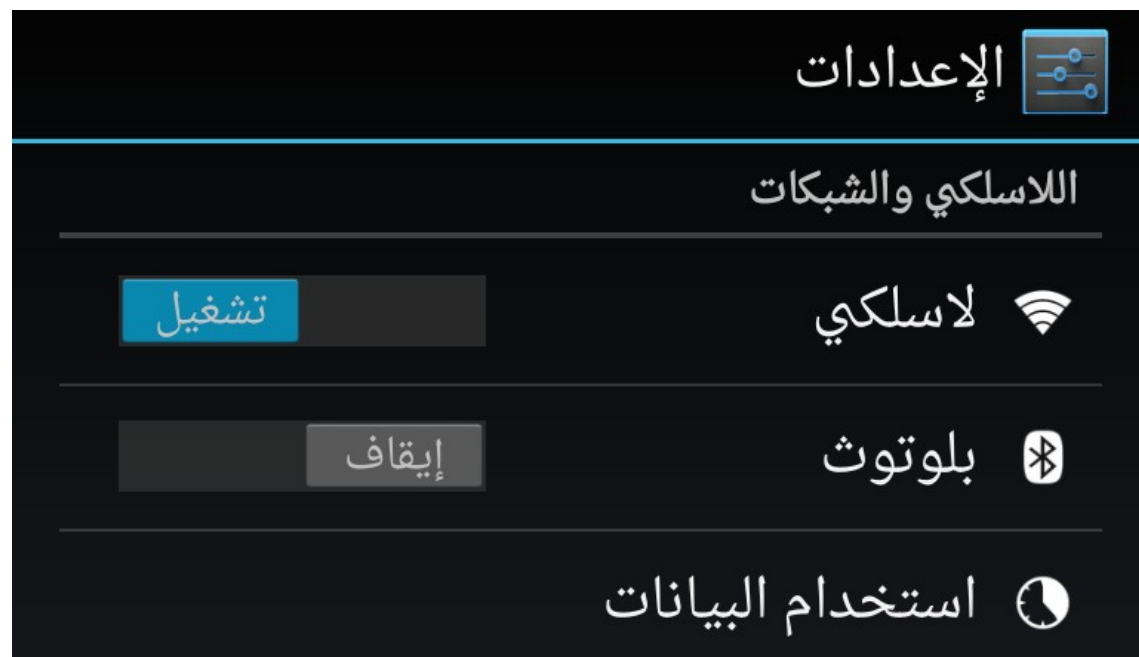 الإعدادات
اللاسلكي والشبكات
لاسلكي تشغيل
بلوتوث إيقاف
استخدام البيانات